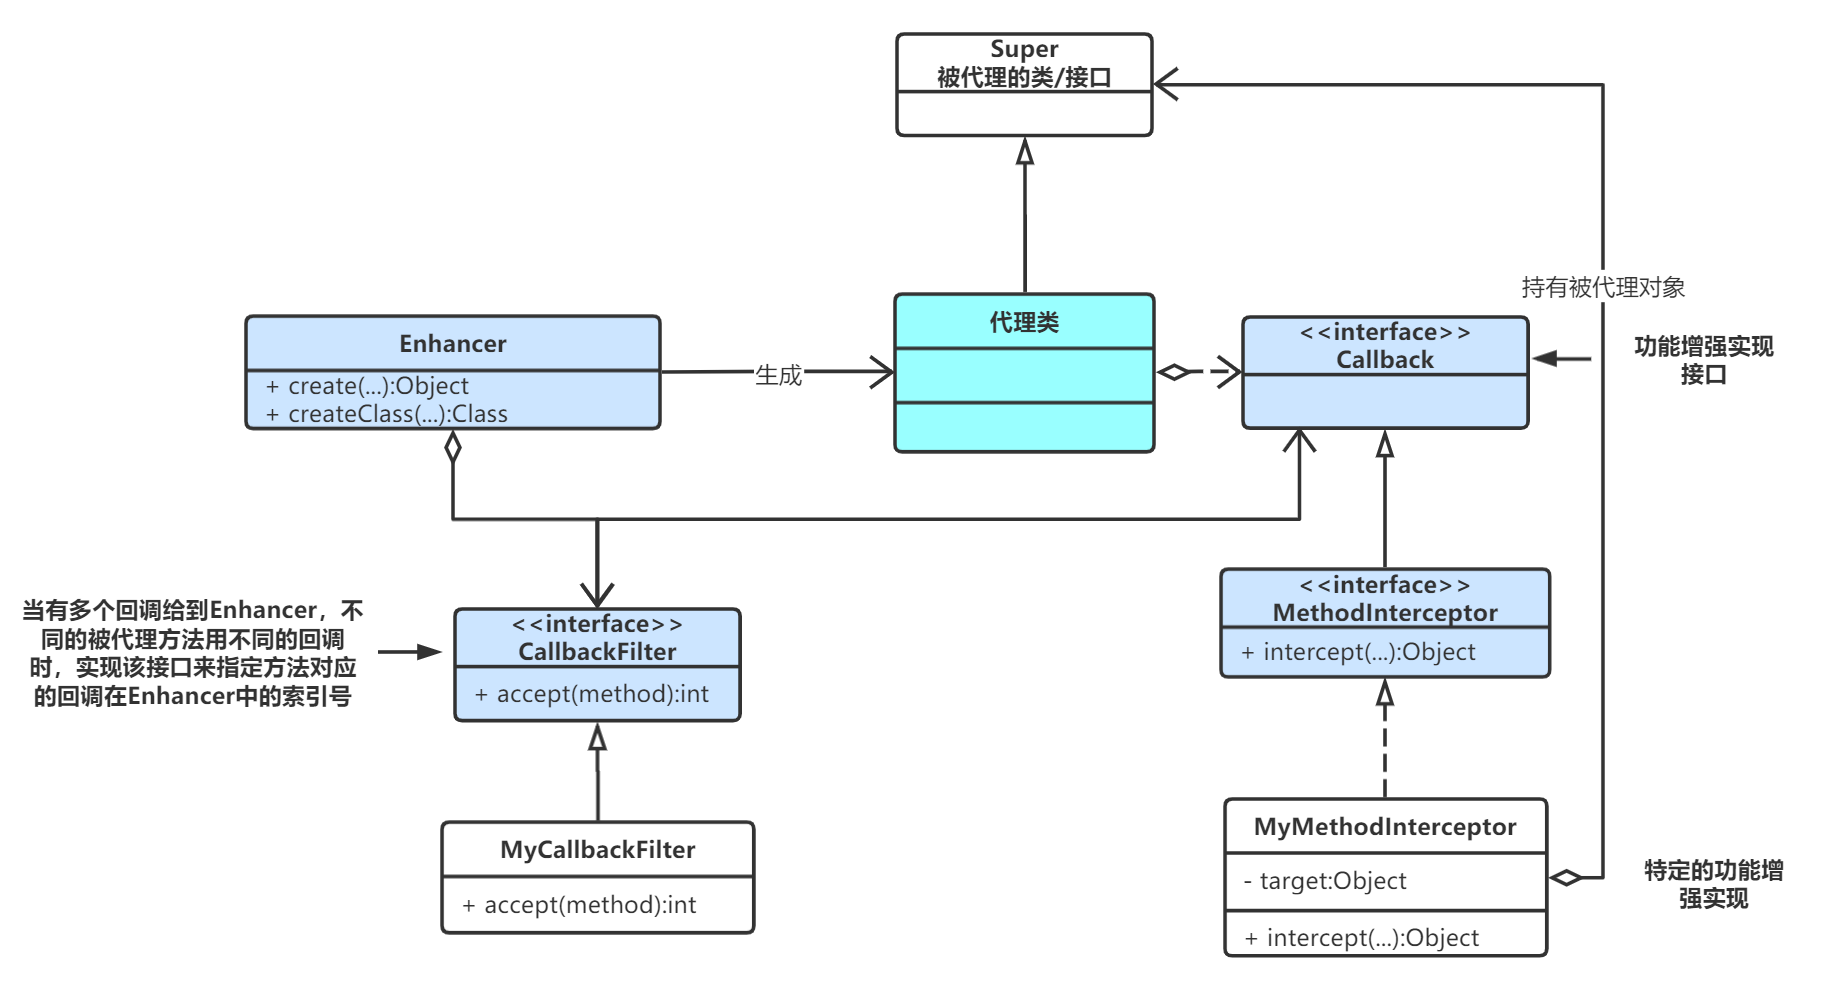 Super
被代理的类/接口
持有被代理对象
Enhancer
+ create(...):Object
+ createClass(...):Class
生成
代理类
<<interface>>
Callback
功能增强实现
接口
当有多个回调给到Enhancer，不
同的被代理方法用不同的回调
时，实现该接口来指定方法对应
的回调在Enhancer中的索引号
<<interface>>
CallbackFilter
+ accept(method):int
<<interface>>
MethodInterceptor
+ intercept(...):Object
MyCallbackFilter
+ accept(method):int
MyMethodInterceptor
- target:Object
+ intercept(...):Object
特定的功能增
强实现